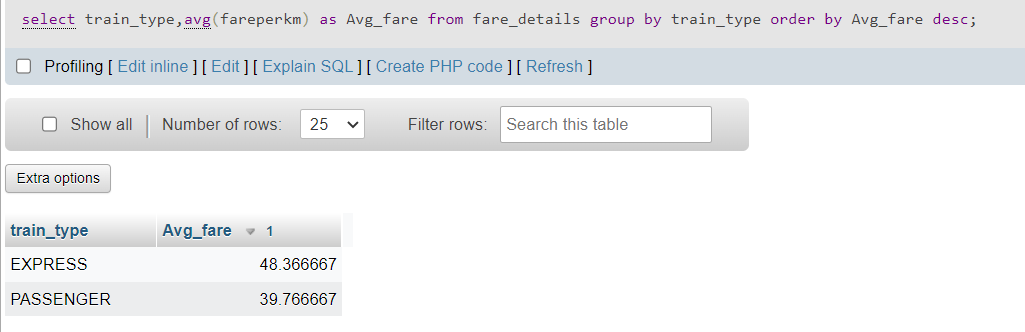 select train_type,avg(fareperkm) as Avg_fare from fare_details group by train_type order by Avg_fare desc;
Profiling [ Edit inline ] [ Edit ] [ Explain SQL ] [ Create PHP code ] [ Refresh ]
Show all Number of rows: 25 Filter rows: Search this table
Extra options
train_type Avg_fare 1
EXPRESS 48.366667
PASSENGER 39.766667